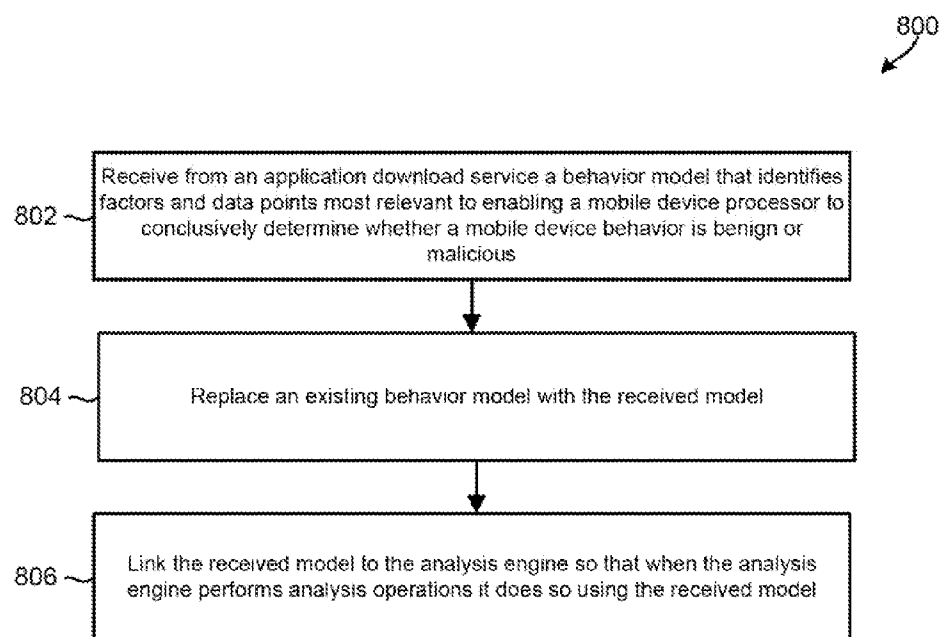 800
Receive from an application download service a behavior model that identifies
factors and data points most relevant to enabling a mobile device processor to
conclusively determine whether a mobile device behavior is benign or
malicious
802
804
Replace an existing behavior model with the received model
Link the received model to the analysis engine so that when the analysis
engine performs analysis operations it does so using the received model
806